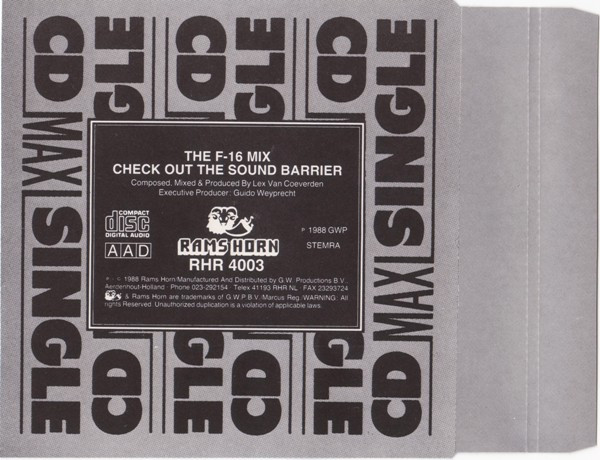 CD MAXI SINGLE
CD
SINGLE
CD
SINGLE
CD
CD MAXI SINGLE
THE F-16 MIX
CHECK OUT THE SOUND BARRIER
Composed, Mixed & Produced By Lex Van Coeverden
Executive Producer: Guido Weyprecht
COMPACT
disc
DIGITAL AUDIO
AAD
RAMSHORN
RHR 4003
℗ 1988 GWP
STEMRA
1988 Rams Horn/Manufactured And Distributed by G.W. Productions B.V.,
Aerdenhout-Holland Phone 023-292154 Telex 41193 RHR NL FAX 23293724
& Rams Horn are trademarks of G.W.P.B.V./Marcus Reg. WARNING: All
rights Reserved. Unauthorized duplication is a violation of applicable laws.